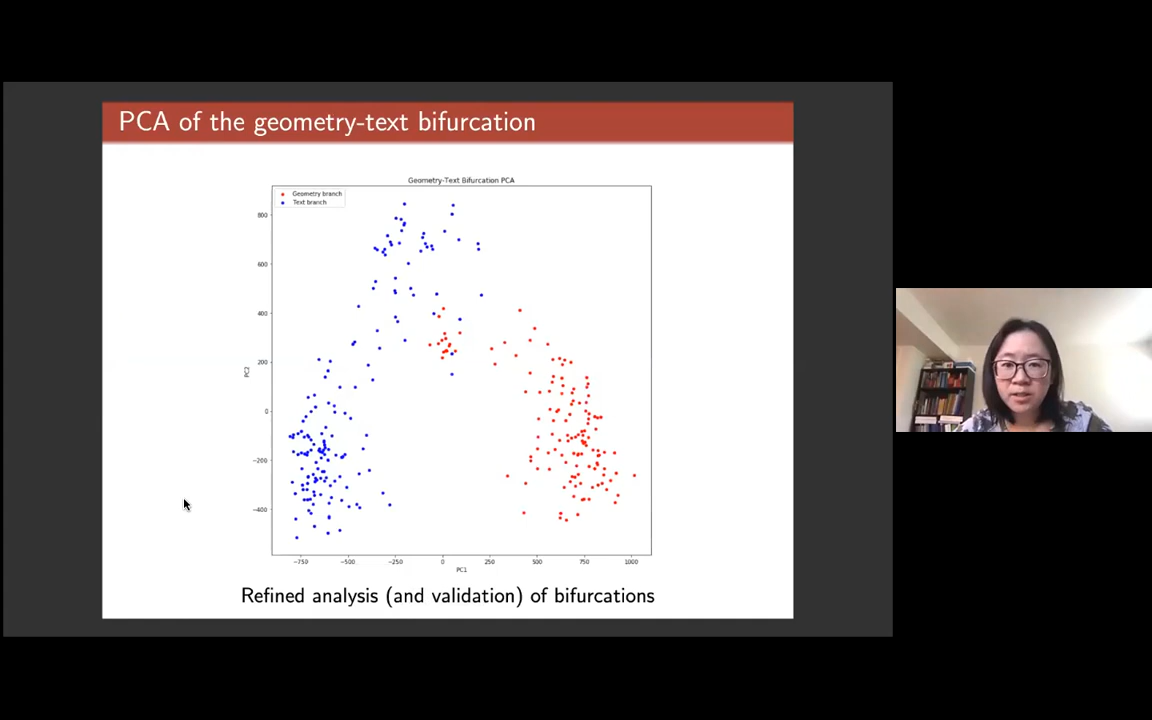 PCA of the geometry-text bifurcation
Geometry-Text Bifurcation PCA
Geometry branch
Text branch
800
600
400
200
0
−200
−400
PC2
−750
−500
−250
0
250
500
750
1000
PC1
Refined analysis (and validation) of bifurcations